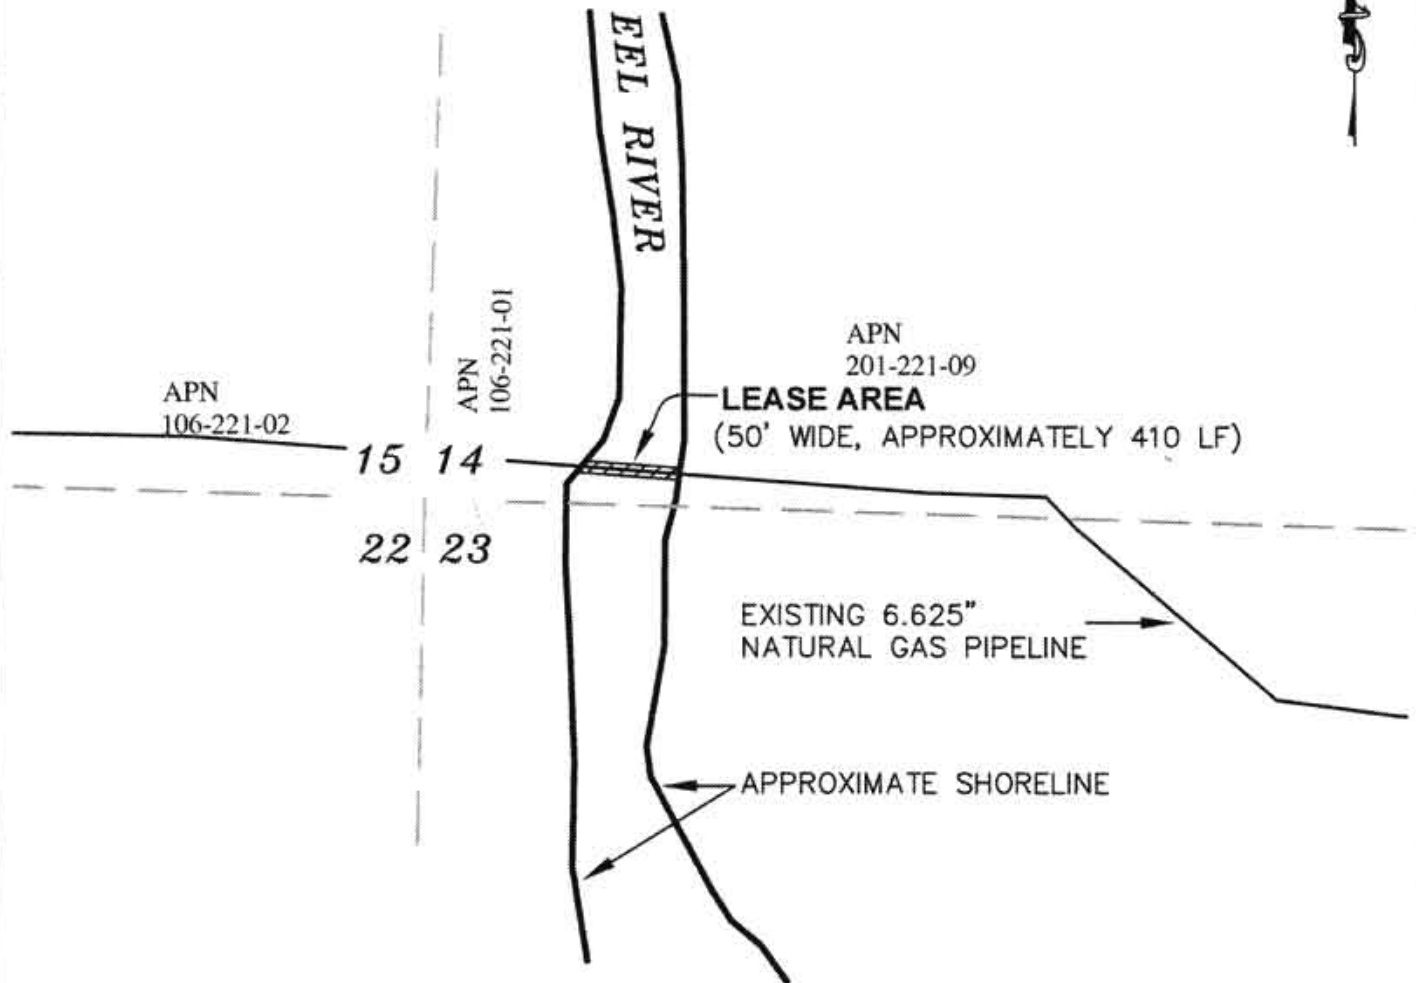 EEL RIVER
APN
106-221-02
APN
106-221-01
APN
201-221-09
LEASE AREA
(50' WIDE, APPROXIMATELY 410 LF)
15 14
22 23
EXISTING 6.625"
NATURAL GAS PIPELINE
APPROXIMATE SHORELINE